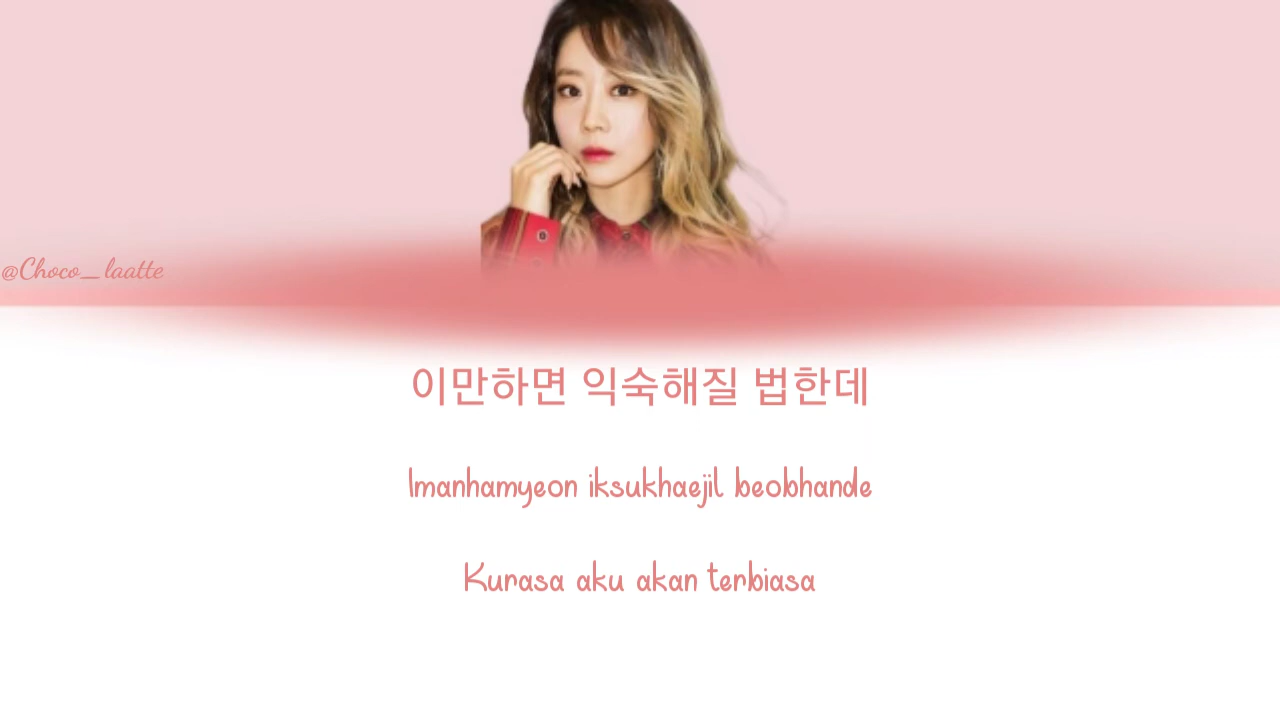 @Choco_laatte
이만하면 익숙해질 법한데
Imanhamyeon iksukhaejil beobhande
Kurasa aku akan terbiasa